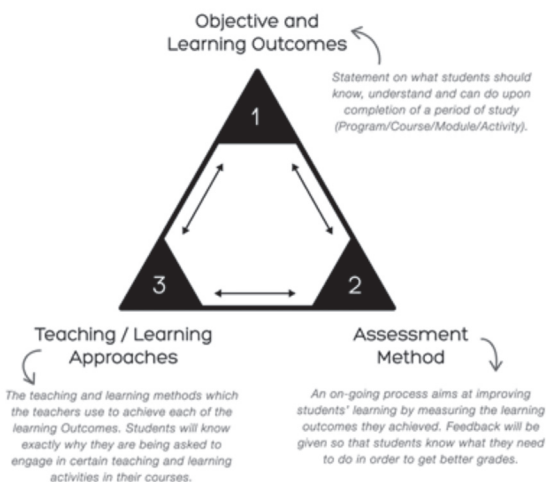 Objective and
Learning Outcomes
Statement on what students should
know, understand and can do upon
completion of a period of study
(Program/Course/Module/Activity).
1
3
2
Teaching / Learning
Approaches
The teaching and learning methods which
the teachers use to achieve each of the
learning Outcomes. Students will know
exactly why they are being asked to
engage in certain teaching and learning
activities in their courses.
Assessment
Method
An on-going process aims at improving
students' learning by measuring the learning
outcomes they achieved. Feedback will be
given so that students know what they need
to do in order to get better grades.